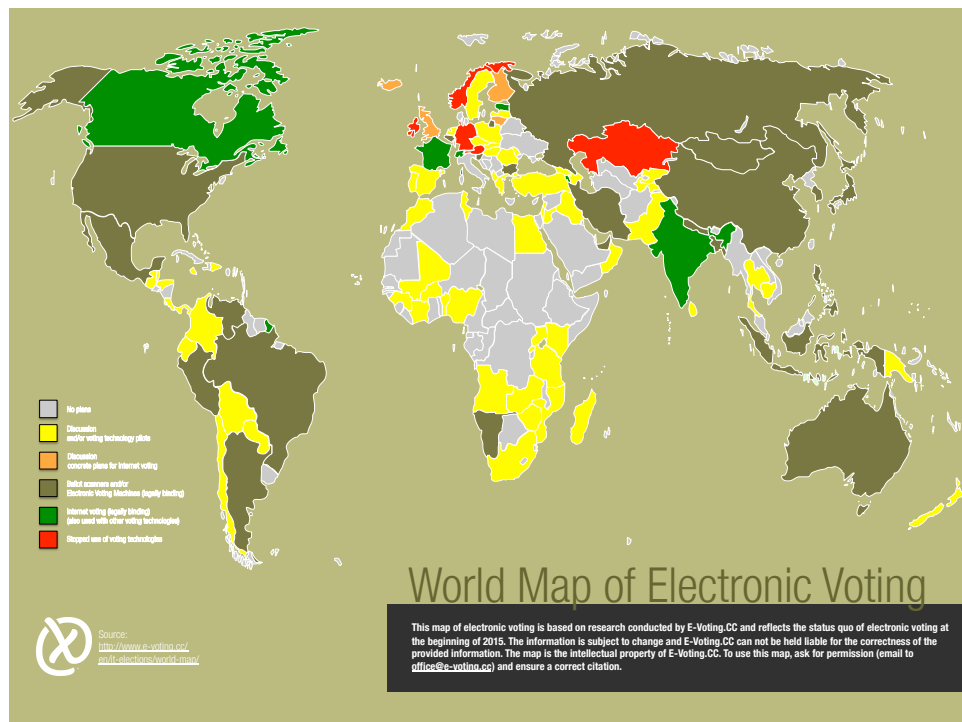 No plans
Discussion
and/or voting technology pilots
Discussion
concrete plans for Internet voting
Ballot scanners and/or
Electronic Voting Machines (legally binding)
Internet voting (legally binding)
(also used with other voting technologies)
Stopped use of voting technologies
World Map of Electronic Voting
This map of electronic voting is based on research conducted by E-Voting.CC and reflects the status quo of electronic voting at
the beginning of 2015. The information is subject to change and E-Voting.CC can not be held liable for the correctness of the
provided information. The map is the intellectual property of E-Voting.CC. To use this map, ask for permission (email to
office@e-voting.cc) and ensure a correct citation.
Source:
http://www.e-voting.cc/
en/it-elections/world-map/